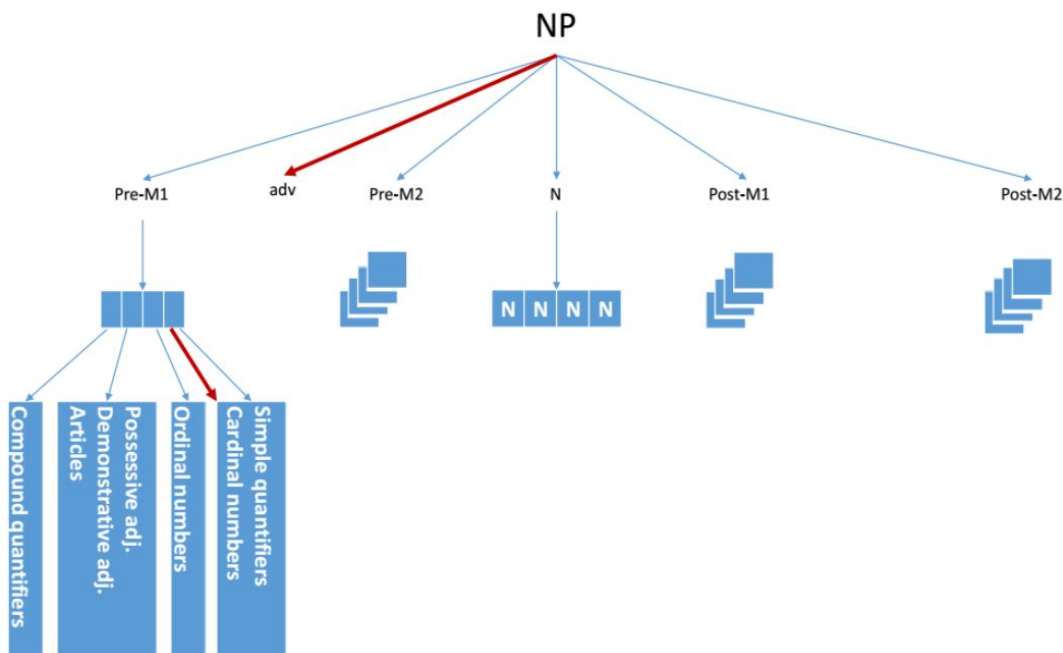 NP
Pre-M1
adv
Pre-M2
N
Post-M1
Post-M2
N N N N
Compound quantifiers
Possessive adj.
Demonstrative adj.
Articles
Ordinal numbers
Simple quantifiers
Cardinal numbers